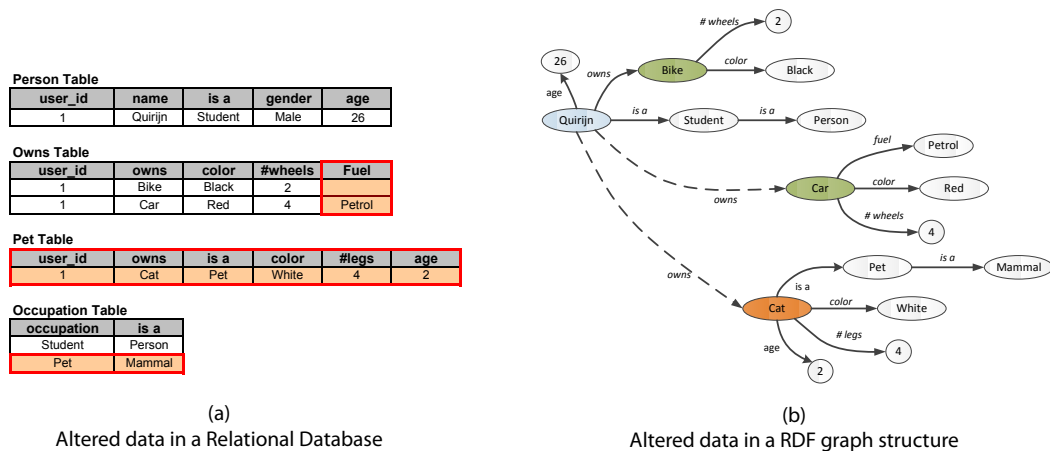 Person Table
user_id name is a gender age
1 Quirijn Student Male 26
Owns Table
user_id owns color #wheels Fuel
1 Bike Black 2
1 Car Red 4 Petrol
Pet Table
user_id owns is a color #legs age
1 Cat Pet White 4 2
Occupation Table
occupation is a
Student Person
Pet Mammal
(a)
Altered data in a Relational Database
# wheels
2
26
owns
Bike
color
Black
age
Quirijn
is a
Student
is a
Person
fuel
Petrol
owns
Car
color
Red
# wheels
4
owns
Pet
is a
Mammal
is a
Cat
color
White
# legs
4
age
2
(b)
Altered data in a RDF graph structure